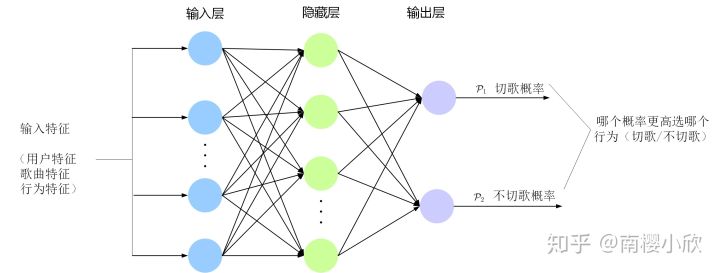 输入层
隐藏层
输出层
输入特征
（用户特征
歌曲特征
行为特征）
P₁ 切歌概率
P₂ 不切歌概率
哪个概率更高选哪个
行为（切歌/不切歌）
知乎 @南樱小欣